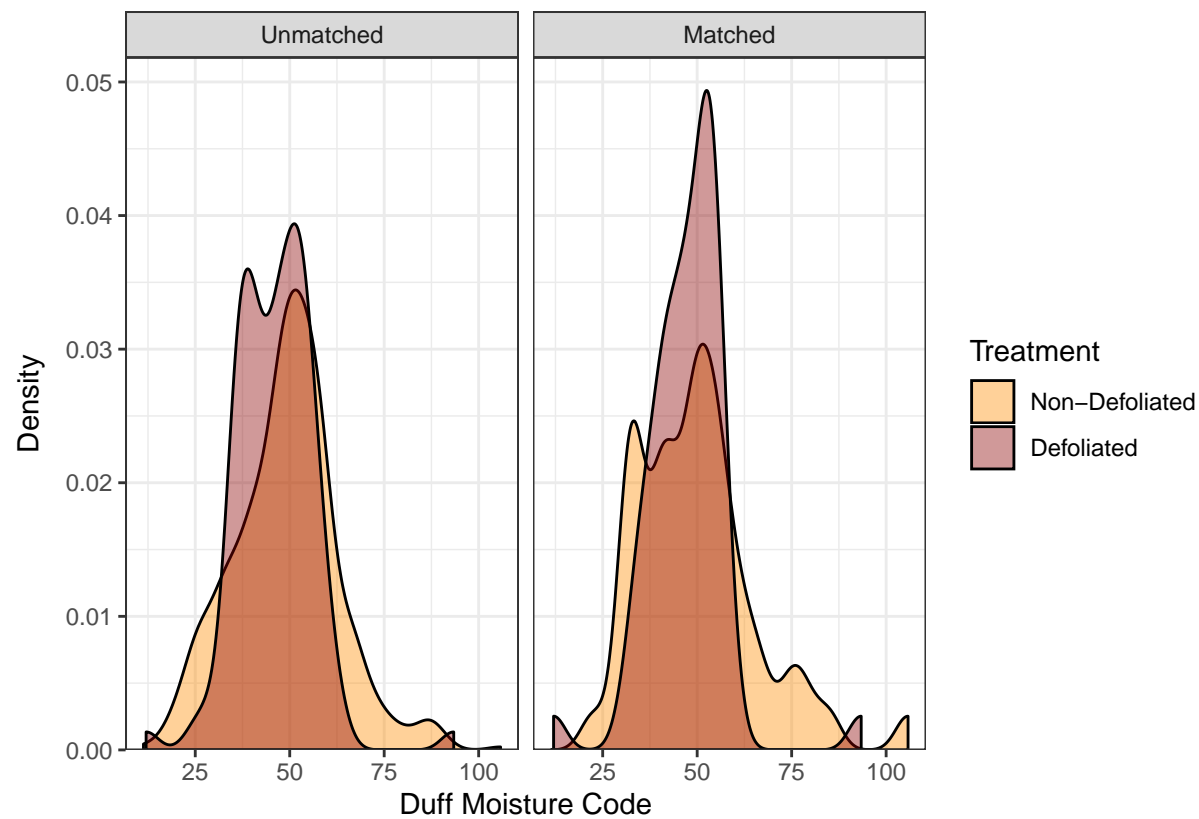 Unmatched
Matched
0.05
0.04
0.03
0.02
0.01
0.00
Density
25 50 75 100
25 50 75 100
Duff Moisture Code
Treatment
Non−Defoliated
Defoliated